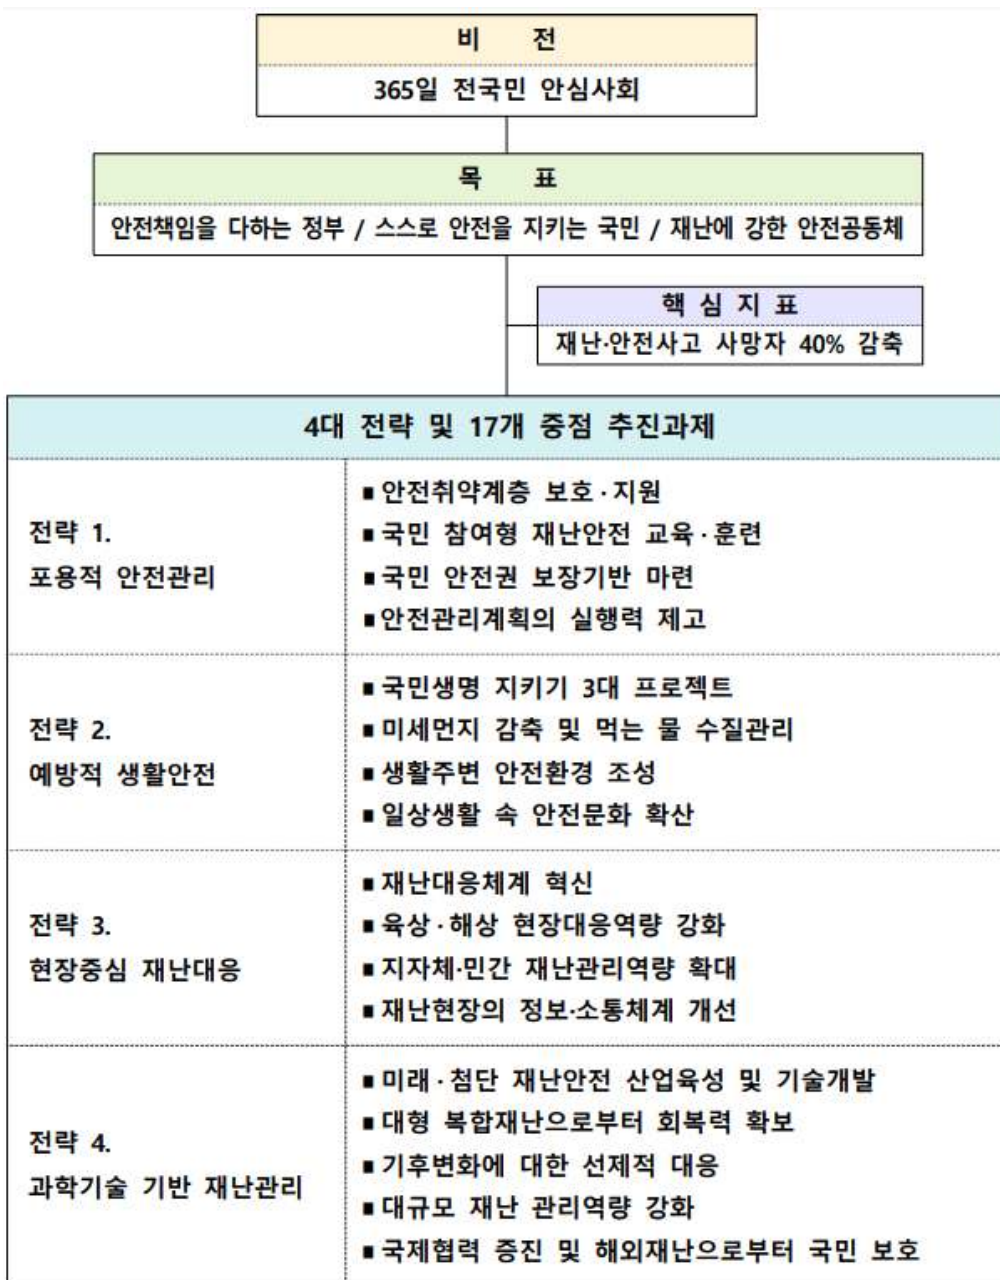 비 전
365일 전국민 안심사회
목 표
안전책임을 다하는 정부 / 스스로 안전을 지키는 국민 / 재난에 강한 안전공동체
핵 심 지 표
재난·안전사고 사망자 40% 감축
4대 전략 및 17개 중점 추진과제
전략 1.
포용적 안전관리
■ 안전취약계층 보호·지원
■ 국민 참여형 재난안전 교육·훈련
■ 국민 안전권 보장기반 마련
■ 안전관리계획의 실행력 제고
전략 2.
예방적 생활안전
■ 국민생명 지키기 3대 프로젝트
■ 미세먼지 감축 및 먹는 물 수질관리
■ 생활주변 안전환경 조성
■ 일상생활 속 안전문화 확산
전략 3.
현장중심 재난대응
■ 재난대응체계 혁신
■ 육상·해상 현장대응역량 강화
■ 지자체·민간 재난관리역량 확대
■ 재난현장의 정보·소통체계 개선
전략 4.
과학기술 기반 재난관리
■ 미래·첨단 재난안전 산업육성 및 기술개발
■ 대형 복합재난으로부터 회복력 확보
■ 기후변화에 대한 선제적 대응
■ 대규모 재난 관리역량 강화
■ 국제협력 증진 및 해외재난으로부터 국민 보호